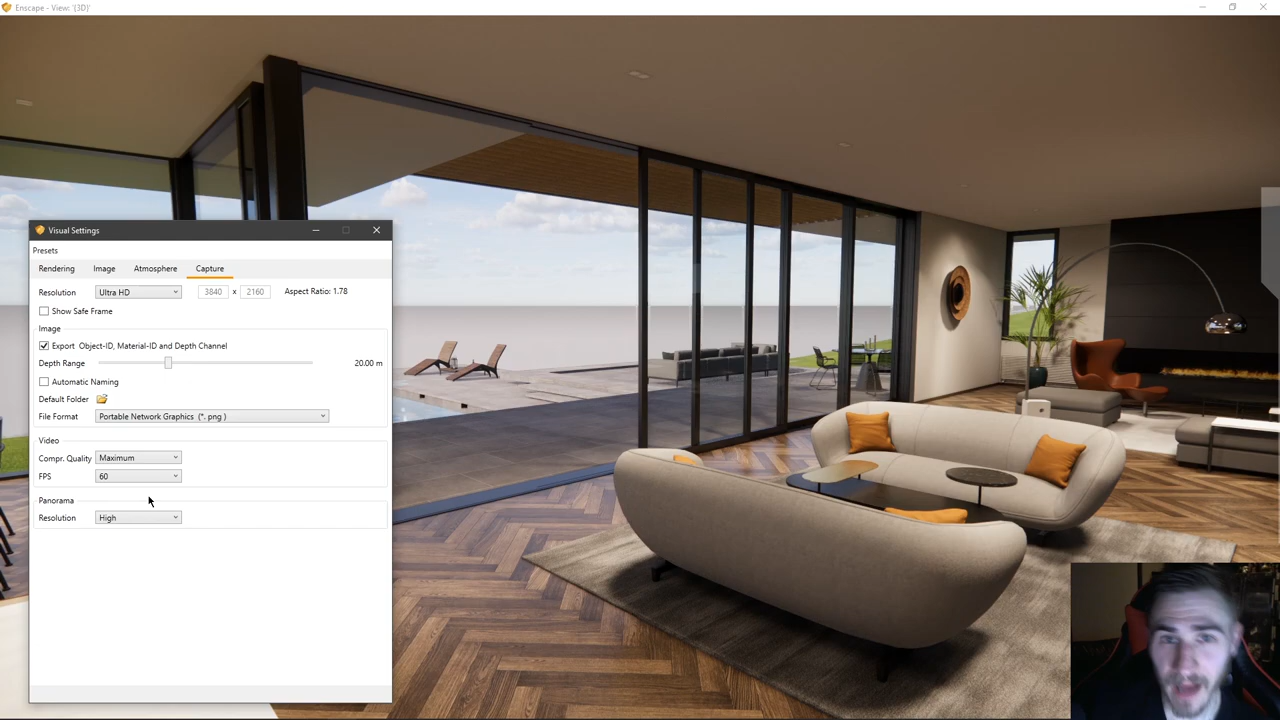 Enscape - View: '{3D}'
Visual Settings
Presets
Rendering Image Atmosphere Capture
Resolution Ultra HD 3840 x 2160 Aspect Ratio: 1.78
Show Safe Frame
Image
Export Object-ID, Material-ID and Depth Channel
Depth Range 20.00 m
Automatic Naming
Default Folder
File Format Portable Network Graphics (*. png )
Video
Compr. Quality Maximum
FPS 60
Panorama
Resolution High